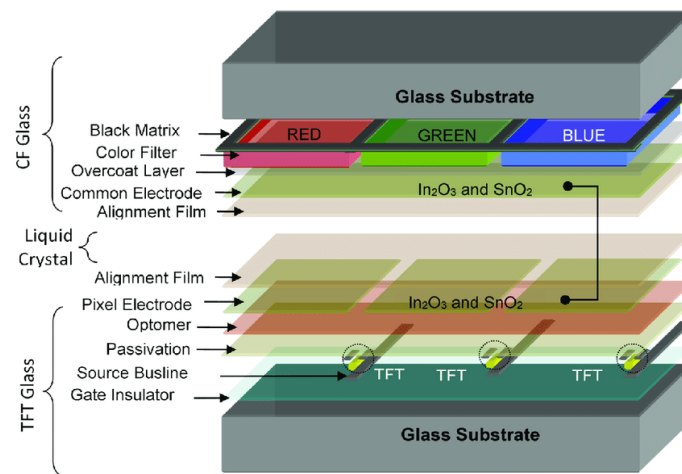 Glass Substrate
CF Glass
Black Matrix
RED
GREEN
BLUE
Color Filter
Overcoat Layer
Common Electrode
In₂O₃ and SnO₂
Alignment Film
Liquid
Crystal
Alignment Film
Pixel Electrode
In₂O₃ and SnO₂
Optomer
Passivation
TFT Glass
Source Busline
TFT
TFT
TFT
Gate Insulator
Glass Substrate